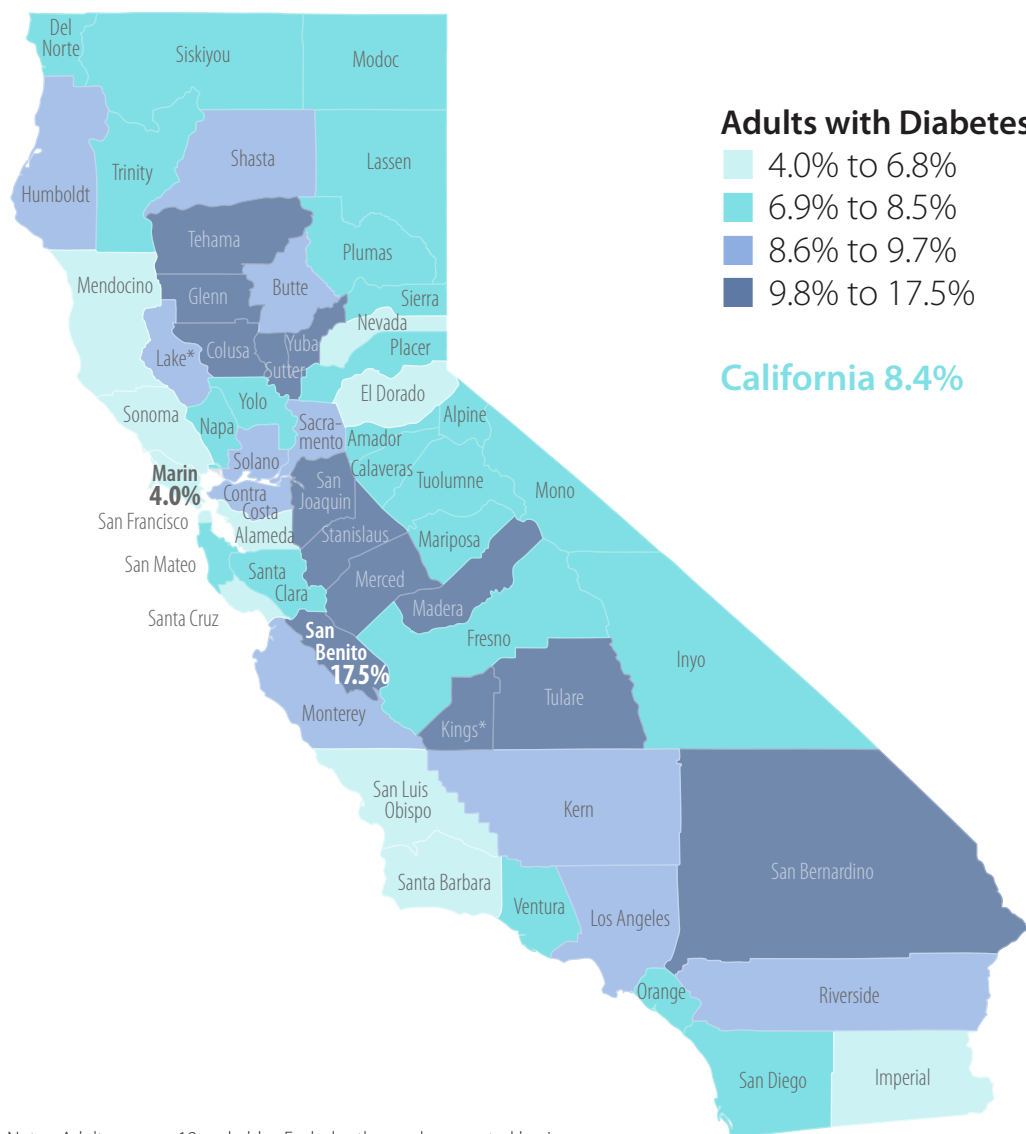 Adults with Diabetes
4.0% to 6.8%
6.9% to 8.5%
8.6% to 9.7%
9.8% to 17.5%
California 8.4%
Del
Norte
Siskiyou
Modoc
Humboldt
Trinity
Shasta
Lassen
Tehama
Plumas
Mendocino
Glenn
Butte
Sierra
Nevada
Lake*
Colusa
Yuba
Sutter
Placer
El Dorado
Sonoma
Yolo
Napa
Sacra-
mento
Alpine
Amador
Solano
Calaveras
Tuolumne
Mono
Marin
4.0%
Contra
Costa
San
Joaquin
San Francisco
Alameda
Stanislaus
Mariposa
San Mateo
Santa
Clara
Merced
Madera
Santa Cruz
San
Benito
17.5%
Fresno
Inyo
Monterey
Kings*
Tulare
San Luis
Obispo
Kern
Santa Barbara
San Bernardino
Ventura
Los Angeles
Orange
Riverside
San Diego
Imperial